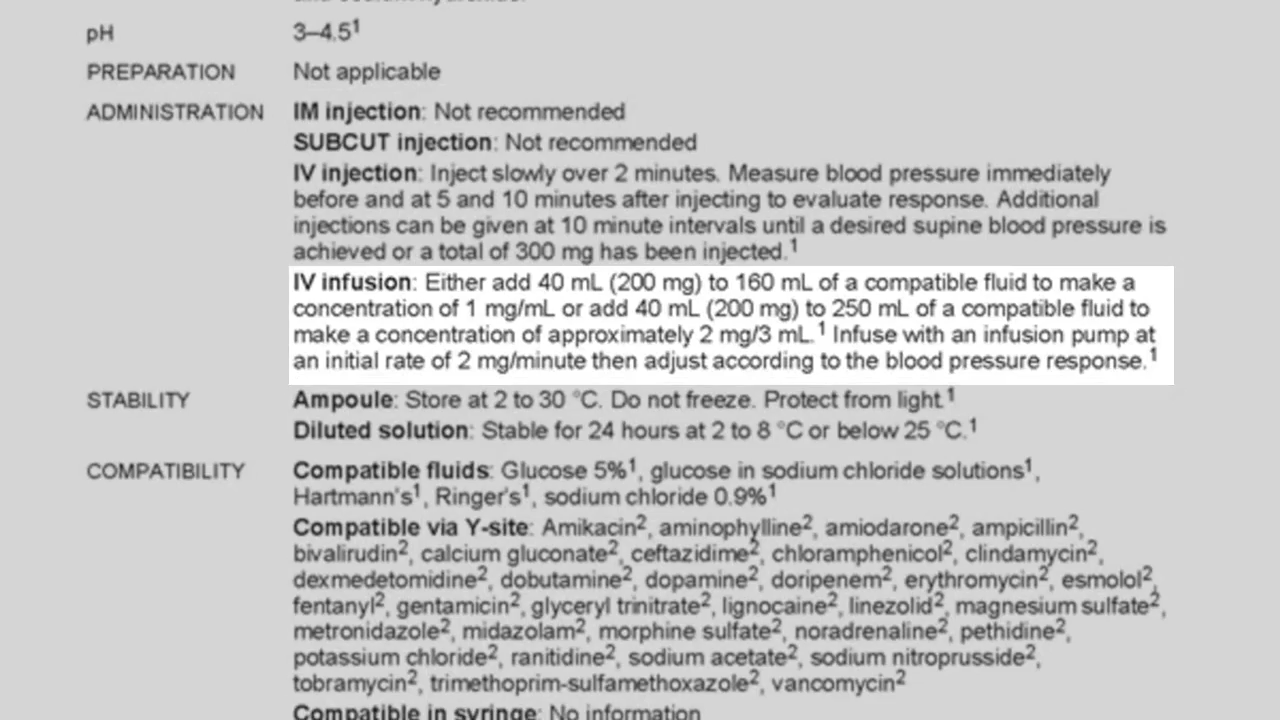 pH 3–4.5¹
PREPARATION Not applicable
ADMINISTRATION IM injection: Not recommended
SUBCUT injection: Not recommended
IV injection: Inject slowly over 2 minutes. Measure blood pressure immediately
before and at 5 and 10 minutes after injecting to evaluate response. Additional
injections can be given at 10 minute intervals until a desired supine blood pressure is
achieved or a total of 300 mg has been injected.¹
IV infusion: Either add 40 mL (200 mg) to 160 mL of a compatible fluid to make a
concentration of 1 mg/mL or add 40 mL (200 mg) to 250 mL of a compatible fluid to
make a concentration of approximately 2 mg/3 mL.¹ Infuse with an infusion pump at
an initial rate of 2 mg/minute then adjust according to the blood pressure response.¹
STABILITY Ampoule: Store at 2 to 30 °C. Do not freeze. Protect from light.¹
Diluted solution: Stable for 24 hours at 2 to 8 °C or below 25 °C.¹
COMPATIBILITY Compatible fluids: Glucose 5%¹, glucose in sodium chloride solutions¹,
Hartmann's¹, Ringer's¹, sodium chloride 0.9%¹
Compatible via Y-site: Amikacin², aminophylline², amiodarone², ampicillin²,
bivalirudin², calcium gluconate², ceftazidime², chloramphenicol², clindamycin²,
dexmedetomidine², dobutamine², dopamine², doripenem², erythromycin², esmolol²,
fentanyl², gentamicin², glyceryl trinitrate², lignocaine², linezolid², magnesium sulfate²,
metronidazole², midazolam², morphine sulfate², noradrenaline², pethidine²,
potassium chloride², ranitidine², sodium acetate², sodium nitroprusside²,
tobramycin², trimethoprim-sulfamethoxazole², vancomycin²
Compatible in syringe: No information